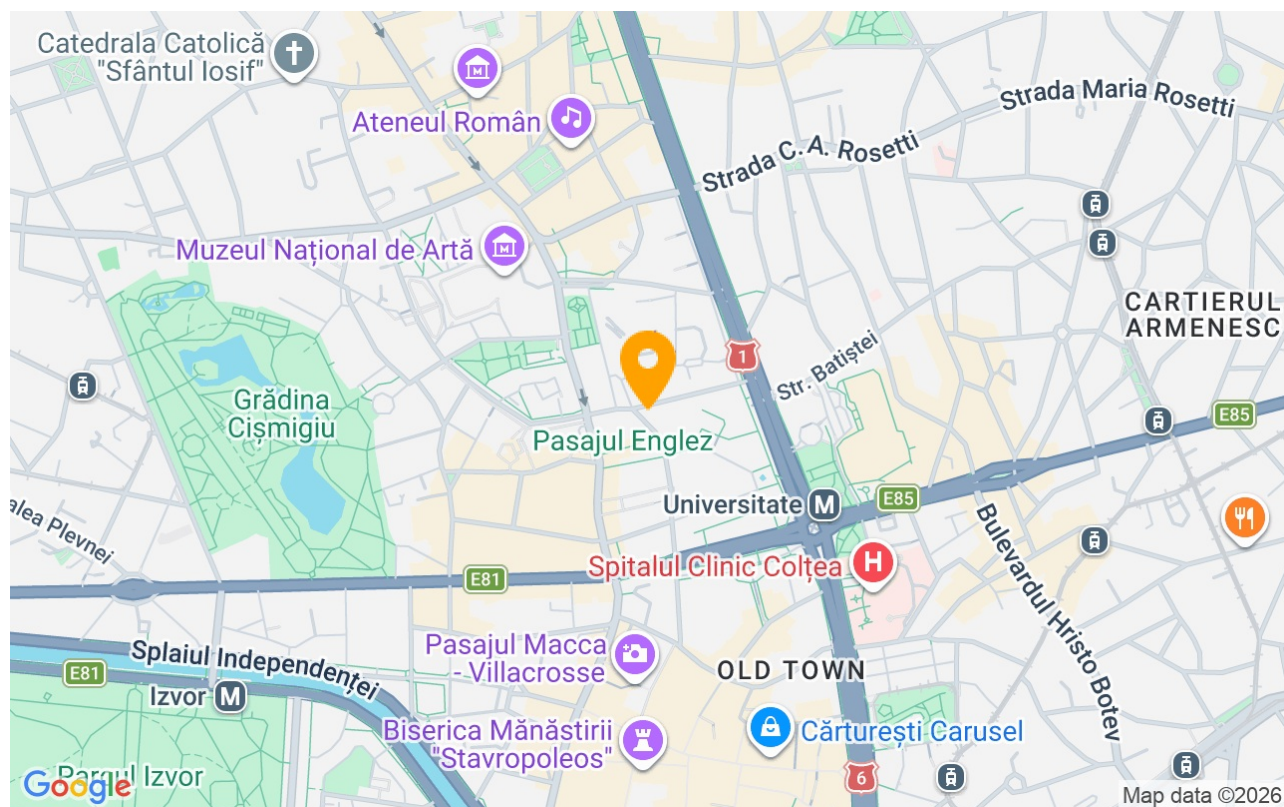 Catedrala Catolică
"Sfântul Iosif"
Ateneul Român
Strada Maria Rosetti
Strada C. A. Rosetti
Muzeul Național de Artă
CARTIERUL
ARMENESC
1
Str. Batiștei
Grădina
Cișmigiu
Pasajul Englez
E85
Universitate
M
E85
alea Plevnei
Bulevardul Hristo Botev
Spitalul Clinic Colțea
H
E81
Splaiul Independenței
E81
Izvor
M
Pasajul Macca
- Villacrosse
OLD TOWN
Biserica Mănăstirii
"Stavropoleos"
Cărturești Carusel
6
Parcul Izvor
Google
Map data ©2026